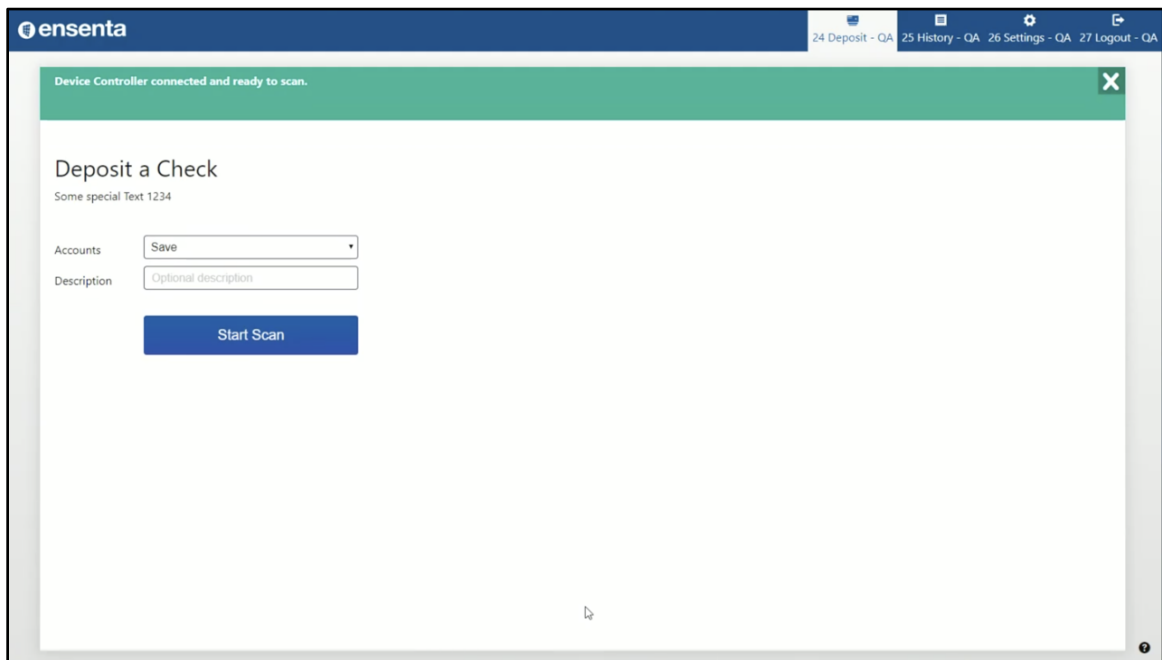 ensenta
24 Deposit - QA 25 History - QA 26 Settings - QA 27 Logout - QA
Device Controller connected and ready to scan.
Deposit a Check
Some special Text 1234
Accounts Save
Description Optional description
Start Scan